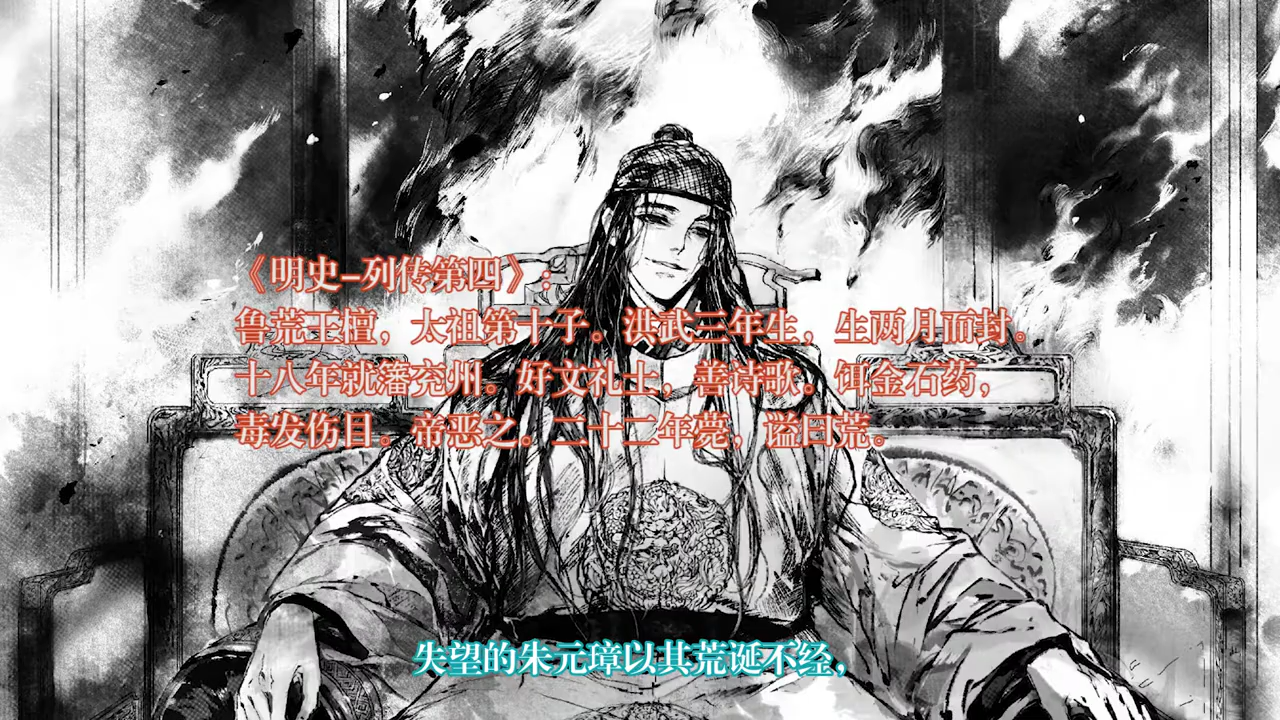 《明史-列传第四》：
鲁荒王檀，太祖第十子。洪武三年生，生两月而封。
十八年就藩兖州。好文礼士，善诗歌。饵金石药，
毒发伤目。帝恶之。二十二年薨，谥曰荒。
失望的朱元璋以其荒诞不经，